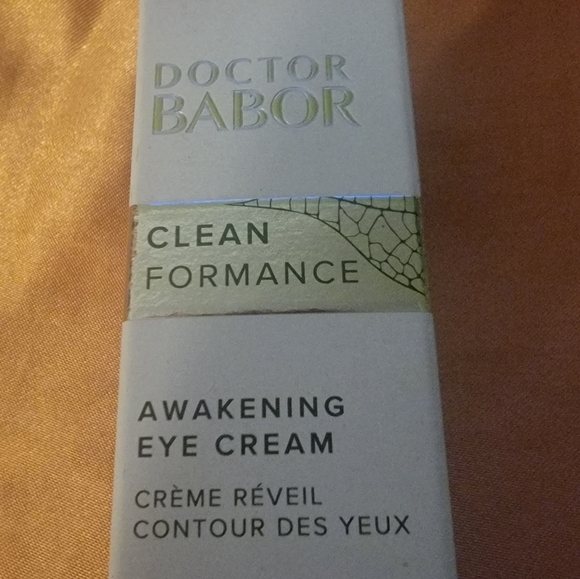 DOCTOR
BABOR
CLEAN
FORMANCE
AWAKENING
EYE CREAM
CRÈME RÉVEIL
CONTOUR DES YEUX